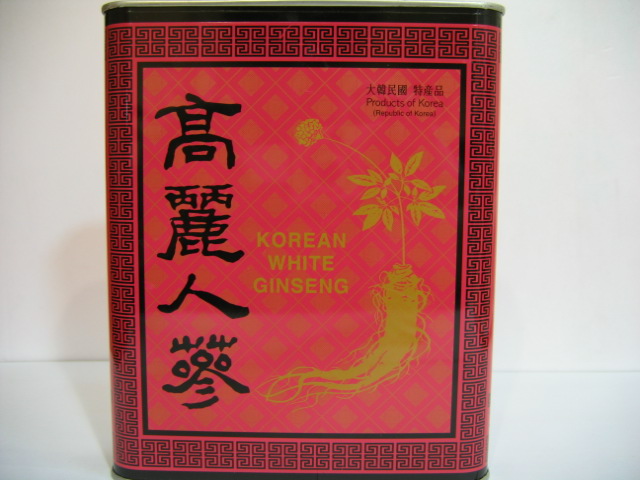 高麗人蔘
大韓民國 特產品
Products of Korea
(Republic of Korea)
KOREAN
WHITE
GINSENG